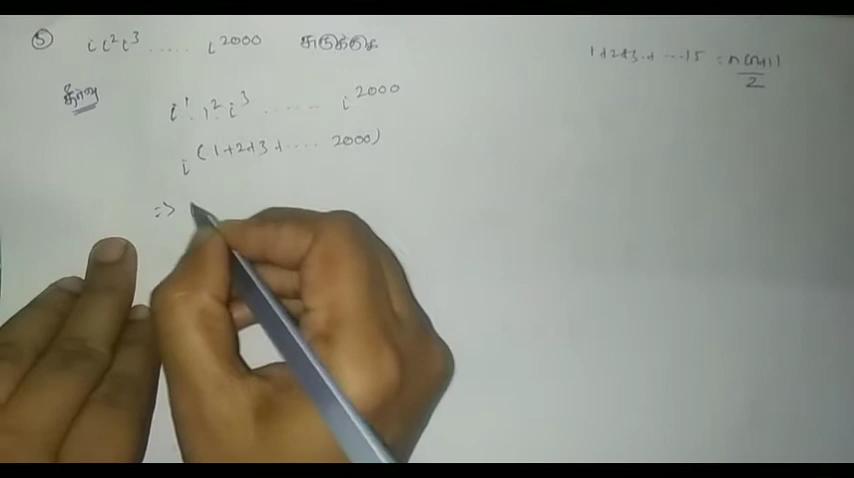 ⑤ i i² i³ ..... i²⁰⁰⁰ சுருக்குக
1+2+3+ ...15 = n(n+1)/2
தீர்வு i¹. i². i³ ...... i²⁰⁰⁰
i^(1+2+3+.... 2000)
=>